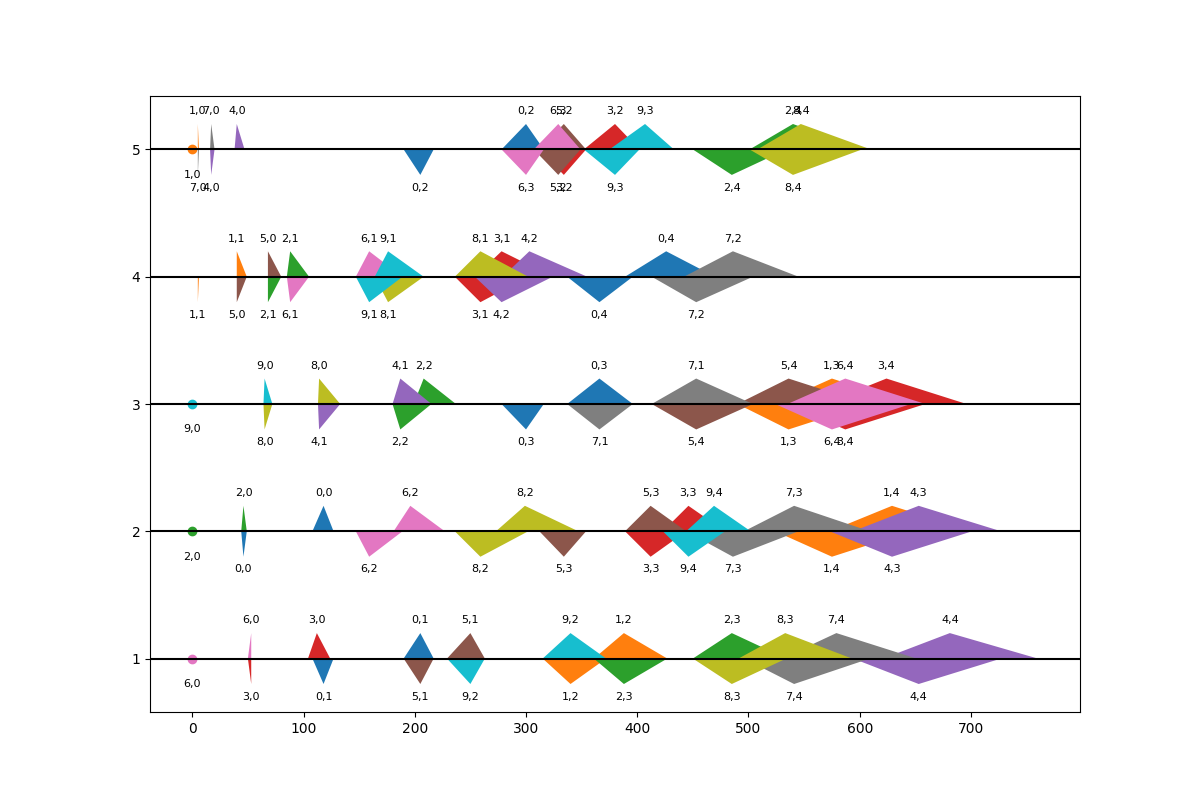 1,0 7,0 4,0 0,2 6,3 5,2 3,2 9,3 2,4 8,4
5
1,0
7,0 4,0 0,2 6,3 5,2 3,2 9,3 2,4 8,4
1,1 5,0 2,1 6,1 9,1 8,1 3,1 4,2 0,4 7,2
4
1,1 5,0 2,1 6,1 9,1 8,1 3,1 4,2 0,4 7,2
9,0 8,0 4,1 2,2 0,3 7,1 5,4 1,3 6,4 3,4
3
9,0
8,0 4,1 2,2 0,3 7,1 5,4 1,3 6,4 3,4
2,0 0,0 6,2 8,2 5,3 3,3 9,4 7,3 1,4 4,3
2
2,0
0,0 6,2 8,2 5,3 3,3 9,4 7,3 1,4 4,3
6,0 3,0 0,1 5,1 9,2 1,2 2,3 8,3 7,4 4,4
1
6,0
3,0 0,1 5,1 9,2 1,2 2,3 8,3 7,4 4,4
0 100 200 300 400 500 600 700